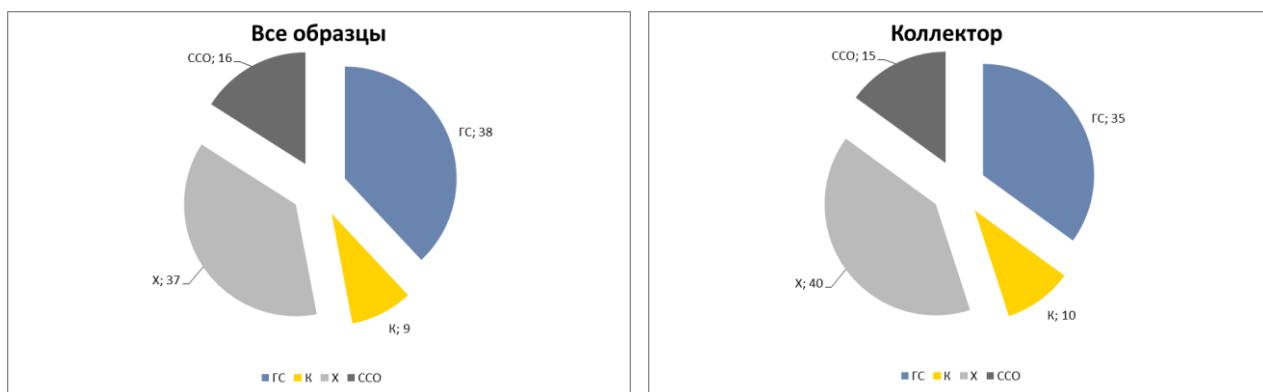 Все образцы
ССО; 16
ГС; 38
Х; 37
К; 9
ГС К Х ССО
Коллектор
ССО; 15
ГС; 35
Х; 40
К; 10
ГС К Х ССО